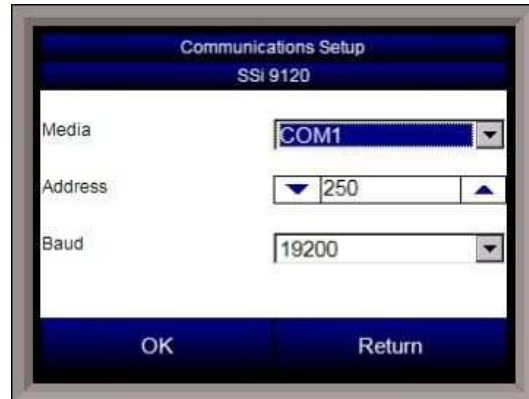 Communications Setup
SSi 9120
Media
COM1
Address
250
Baud
19200
OK
Return